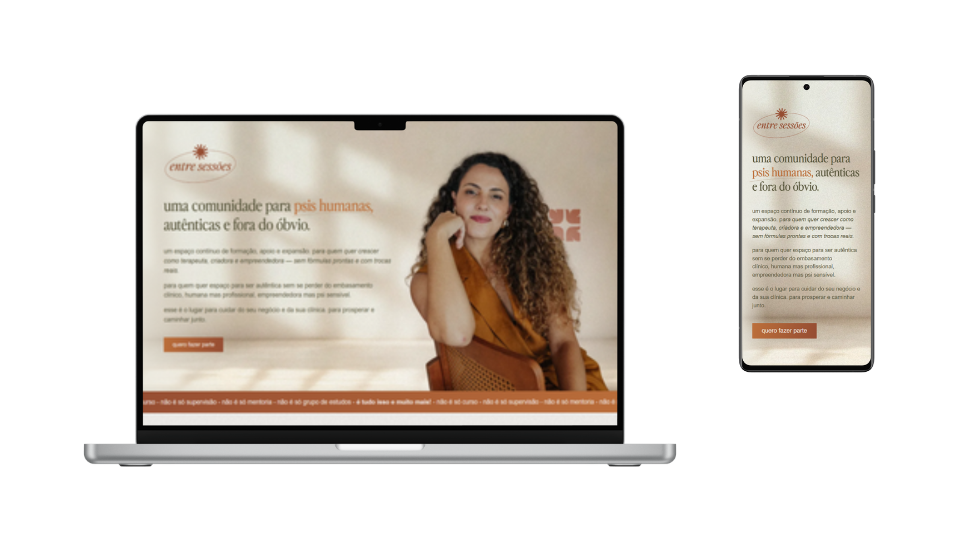 entre sessões
uma comunidade para psis humanas,
autênticas e fora do óbvio.
um espaço contínuo de formação, apoio e expansão. para quem quer crescer
como terapeuta, criadora e empreendedora — sem fórmulas prontas e com trocas
reais.
para quem quer espaço para ser autêntica sem se perder do embasamento
clínico, humana mas profissional, empreendedora mas psi sensível.
esse é o lugar para cuidar do seu negócio e da sua clínica. para prosperar e
caminhar junto.
quero fazer parte
urso - não é só supervisão - não é só mentoria - não é só grupo de estudos - é tudo isso e muito mais! - não é só curso - não é só supervisão - não é só mentoria - não é
entre sessões
uma comunidade para
psis humanas, autênticas
e fora do óbvio.
um espaço contínuo de formação, apoio e
expansão. para quem quer crescer como
terapeuta, criadora e empreendedora —
sem fórmulas prontas e com trocas reais.
para quem quer espaço para ser autêntica
sem se perder do embasamento
clínico, humana mas profissional,
empreendedora mas psi sensível.
esse é o lugar para cuidar do seu negócio e
da sua clínica. para prosperar e caminhar
junto.
quero fazer parte